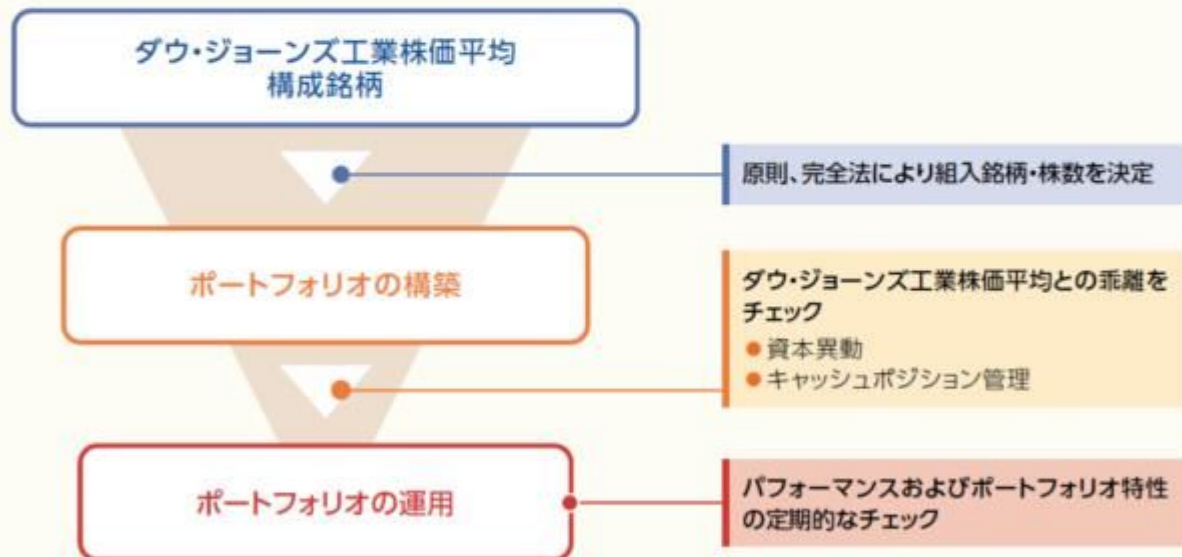 ダウ・ジョーンズ工業株価平均
構成銘柄
原則、完全法により組入銘柄・株数を決定
ポートフォリオの構築
ダウ・ジョーンズ工業株価平均との乖離を
チェック
● 資本異動
● キャッシュポジション管理
ポートフォリオの運用
パフォーマンスおよびポートフォリオ特性
の定期的なチェック